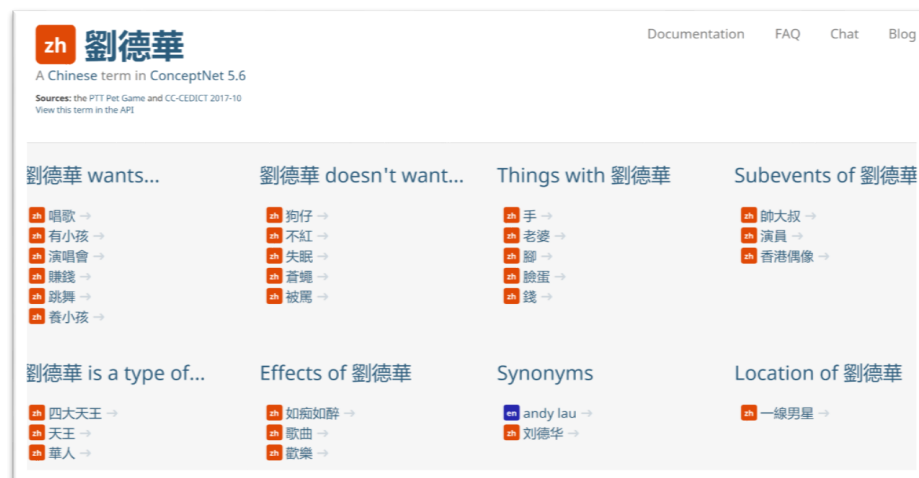 zh 劉德華
Documentation FAQ Chat Blog
A Chinese term in ConceptNet 5.6
Sources: the PTT Pet Game and CC-CEDICT 2017-10
View this term in the API
劉德華 wants...
zh 唱歌 →
zh 有小孩 →
zh 演唱會 →
zh 賺錢 →
zh 跳舞 →
zh 養小孩 →
劉德華 doesn't want...
zh 狗仔 →
zh 不紅 →
zh 失眠 →
zh 蒼蠅 →
zh 被罵 →
Things with 劉德華
zh 手 →
zh 老婆 →
zh 腳 →
zh 臉蛋 →
zh 錢 →
Subevents of 劉德華
zh 帥大叔 →
zh 演員 →
zh 香港偶像 →
劉德華 is a type of...
zh 四大天王 →
zh 天王 →
zh 華人 →
Effects of 劉德華
zh 如痴如醉 →
zh 歌曲 →
zh 歡樂 →
Synonyms
en andy lau →
zh 刘德华 →
Location of 劉德華
zh 一線男星 →